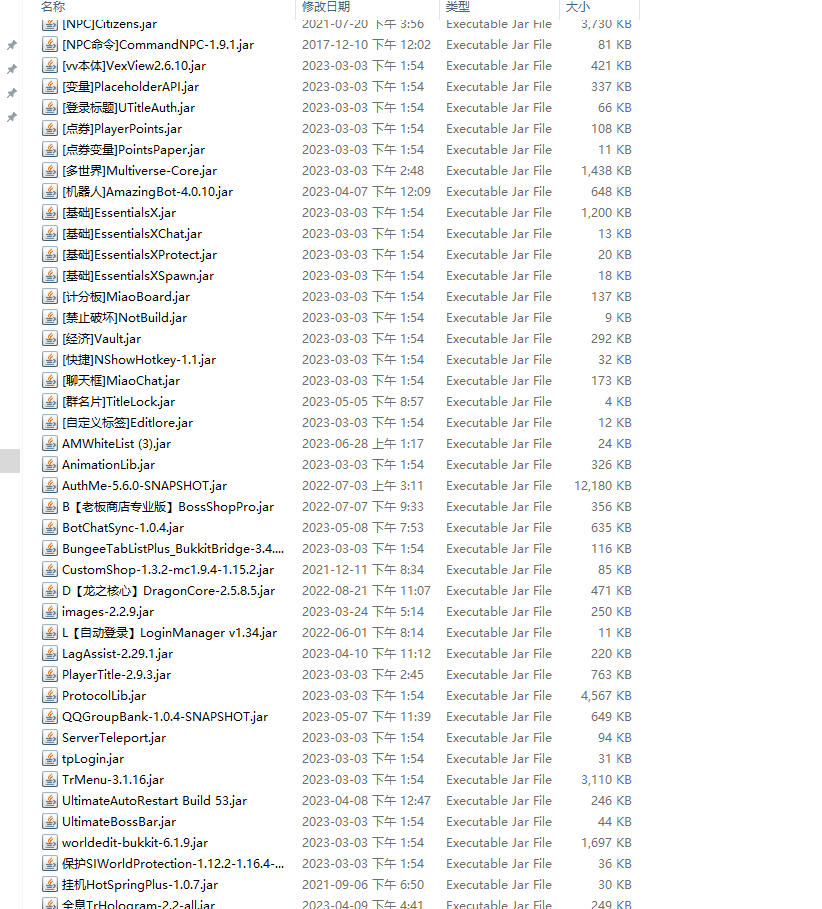 名称 修改日期 类型 大小
[NPC]Citizens.jar 2021-07-20 下午 3:56 Executable Jar File 3,730 KB
[NPC命令]CommandNPC-1.9.1.jar 2017-12-10 下午 12:02 Executable Jar File 81 KB
[vv本体]VexView2.6.10.jar 2023-03-03 下午 1:54 Executable Jar File 421 KB
[变量]PlaceholderAPI.jar 2023-03-03 下午 1:54 Executable Jar File 337 KB
[登录标题]UTitleAuth.jar 2023-03-03 下午 1:54 Executable Jar File 66 KB
[点券]PlayerPoints.jar 2023-03-03 下午 1:54 Executable Jar File 108 KB
[点券变量]PointsPaper.jar 2023-03-03 下午 1:54 Executable Jar File 11 KB
[多世界]Multiverse-Core.jar 2023-03-03 下午 2:48 Executable Jar File 1,438 KB
[机器人]AmazingBot-4.0.10.jar 2023-04-07 下午 12:09 Executable Jar File 648 KB
[基础]EssentialsX.jar 2023-03-03 下午 1:54 Executable Jar File 1,200 KB
[基础]EssentialsXChat.jar 2023-03-03 下午 1:54 Executable Jar File 13 KB
[基础]EssentialsXProtect.jar 2023-03-03 下午 1:54 Executable Jar File 20 KB
[基础]EssentialsXSpawn.jar 2023-03-03 下午 1:54 Executable Jar File 18 KB
[计分板]MiaoBoard.jar 2023-03-03 下午 1:54 Executable Jar File 137 KB
[禁止破坏]NotBuild.jar 2023-03-03 下午 1:54 Executable Jar File 9 KB
[经济]Vault.jar 2023-03-03 下午 1:54 Executable Jar File 292 KB
[快捷]NShowHotkey-1.1.jar 2023-03-03 下午 1:54 Executable Jar File 32 KB
[聊天框]MiaoChat.jar 2023-03-03 下午 1:54 Executable Jar File 173 KB
[群名片]TitleLock.jar 2023-05-05 下午 8:57 Executable Jar File 4 KB
[自定义标签]Editlore.jar 2023-03-03 下午 1:54 Executable Jar File 12 KB
AMWhiteList (3).jar 2023-06-28 上午 1:17 Executable Jar File 24 KB
AnimationLib.jar 2023-03-03 下午 1:54 Executable Jar File 326 KB
AuthMe-5.6.0-SNAPSHOT.jar 2022-07-03 上午 3:11 Executable Jar File 12,180 KB
B【老板商店专业版】BossShopPro.jar 2022-07-07 下午 9:33 Executable Jar File 356 KB
BotChatSync-1.0.4.jar 2023-05-08 下午 7:53 Executable Jar File 635 KB
BungeeTabListPlus_BukkitBridge-3.4.... 2023-03-03 下午 1:54 Executable Jar File 116 KB
CustomShop-1.3.2-mc1.9.4-1.15.2.jar 2021-12-11 下午 8:34 Executable Jar File 85 KB
D【龙之核心】DragonCore-2.5.8.5.jar 2022-08-21 下午 11:07 Executable Jar File 471 KB
images-2.2.9.jar 2023-03-24 下午 5:14 Executable Jar File 250 KB
L【自动登录】LoginManager v1.34.jar 2022-06-01 下午 8:14 Executable Jar File 11 KB
LagAssist-2.29.1.jar 2023-04-10 下午 11:12 Executable Jar File 220 KB
PlayerTitle-2.9.3.jar 2023-03-03 下午 2:45 Executable Jar File 763 KB
ProtocolLib.jar 2023-03-03 下午 1:54 Executable Jar File 4,567 KB
QQGroupBank-1.0.4-SNAPSHOT.jar 2023-05-07 下午 11:39 Executable Jar File 649 KB
ServerTeleport.jar 2023-03-03 下午 1:54 Executable Jar File 94 KB
tpLogin.jar 2023-03-03 下午 1:54 Executable Jar File 31 KB
TrMenu-3.1.16.jar 2023-03-03 下午 1:54 Executable Jar File 3,110 KB
UltimateAutoRestart Build 53.jar 2023-04-08 下午 12:47 Executable Jar File 246 KB
UltimateBossBar.jar 2023-03-03 下午 1:54 Executable Jar File 44 KB
worldedit-bukkit-6.1.9.jar 2023-03-03 下午 1:54 Executable Jar File 1,697 KB
保护SIWorldProtection-1.12.2-1.16.4-... 2023-03-03 下午 1:54 Executable Jar File 36 KB
挂机HotSpringPlus-1.0.7.jar 2021-09-06 下午 6:50 Executable Jar File 30 KB
全息TrHologram-2.2-all.jar 2023-04-09 下午 4:41 Executable Jar File 249 KB